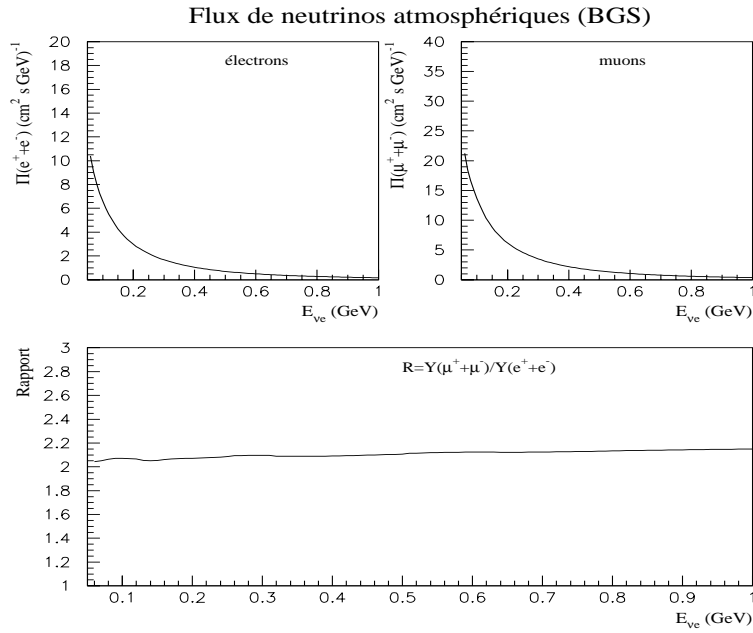 Flux de neutrinos atmosphériques (BGS)
Π(e⁺+e⁻) (cm² s GeV)⁻¹
électrons
20
18
16
14
12
10
8
6
4
2
0
0.2 0.4 0.6 0.8 1
E_νe (GeV)
Π(μ⁺+μ⁻) (cm² s GeV)⁻¹
muons
40
35
30
25
20
15
10
5
0
0.2 0.4 0.6 0.8 1
E_νe (GeV)
Rapport
R=Y(μ⁺+μ⁻)/Y(e⁺+e⁻)
3
2.8
2.6
2.4
2.2
2
1.8
1.6
1.4
1.2
1
0.1 0.2 0.3 0.4 0.5 0.6 0.7 0.8 0.9 1
E_νe (GeV)